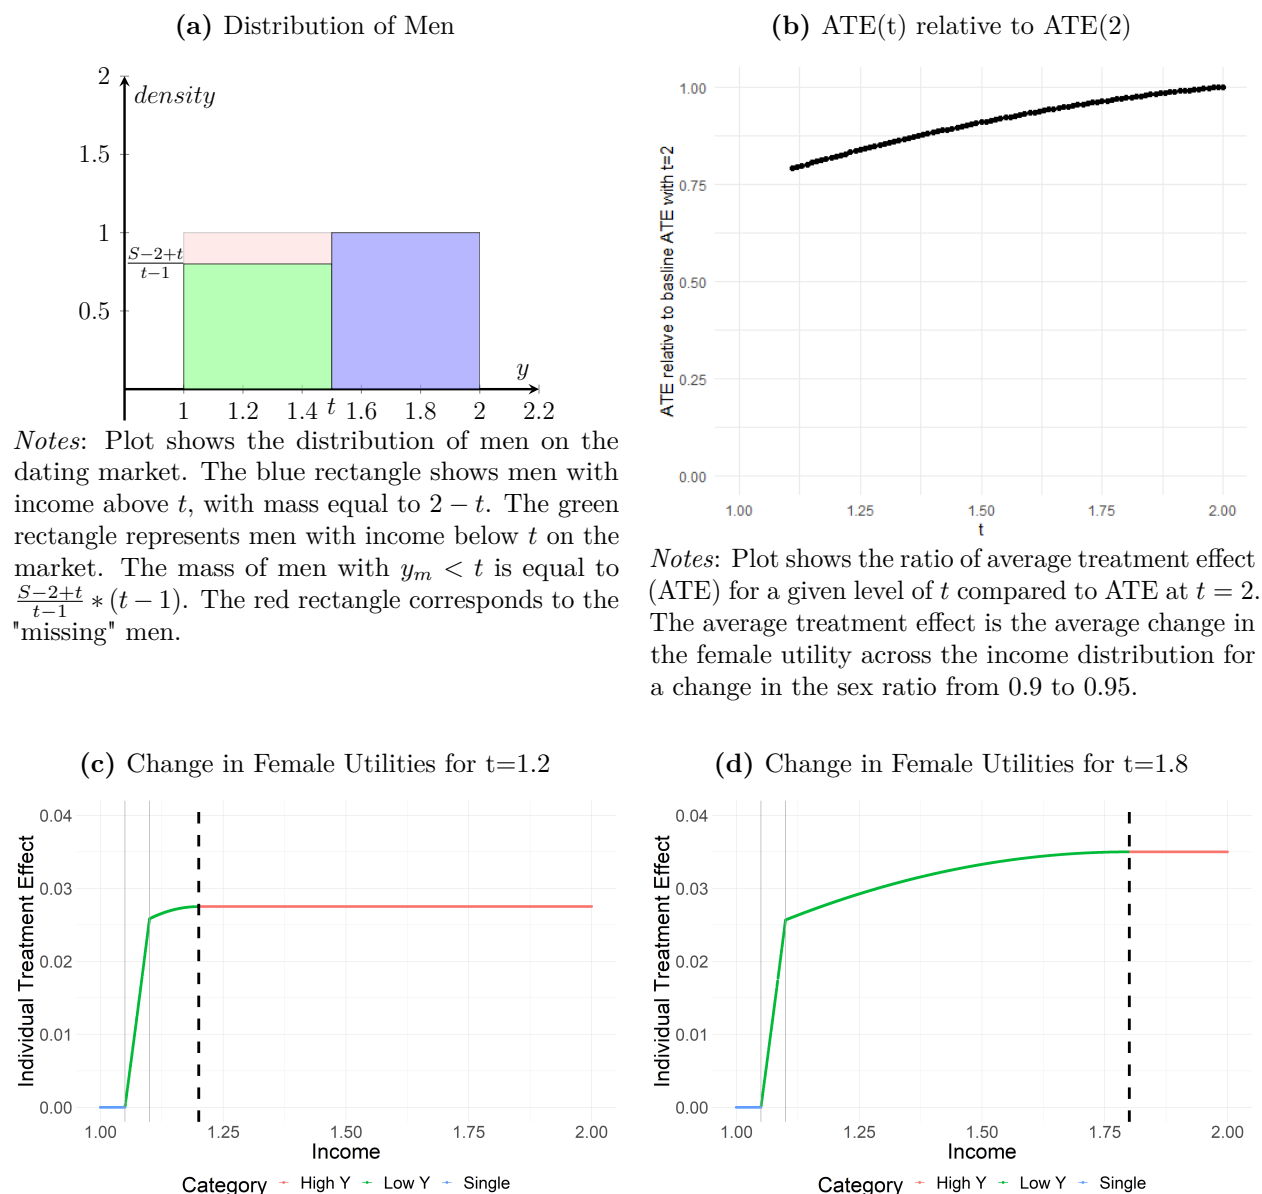 (a) Distribution of Men
density
2
1.5
1
S−2+t
t−1
0.5
y
1 1.2 1.4 t 1.6 1.8 2 2.2
Notes: Plot shows the distribution of men on the
dating market. The blue rectangle shows men with
income above t, with mass equal to 2 − t. The green
rectangle represents men with income below t on the
market. The mass of men with yₘ < t is equal to
S−2+t/t−1 ∗ (t − 1). The red rectangle corresponds to the
"missing" men.
(b) ATE(t) relative to ATE(2)
ATE relative to basline ATE with t=2
1.00
0.75
0.50
0.25
0.00
1.00 1.25 1.50 1.75 2.00
t
Notes: Plot shows the ratio of average treatment effect
(ATE) for a given level of t compared to ATE at t = 2.
The average treatment effect is the average change in
the female utility across the income distribution for
a change in the sex ratio from 0.9 to 0.95.
(c) Change in Female Utilities for t=1.2
Individual Treatment Effect
0.04
0.03
0.02
0.01
0.00
1.00 1.25 1.50 1.75 2.00
Income
Category High Y Low Y Single
(d) Change in Female Utilities for t=1.8
Individual Treatment Effect
0.04
0.03
0.02
0.01
0.00
1.00 1.25 1.50 1.75 2.00
Income
Category High Y Low Y Single